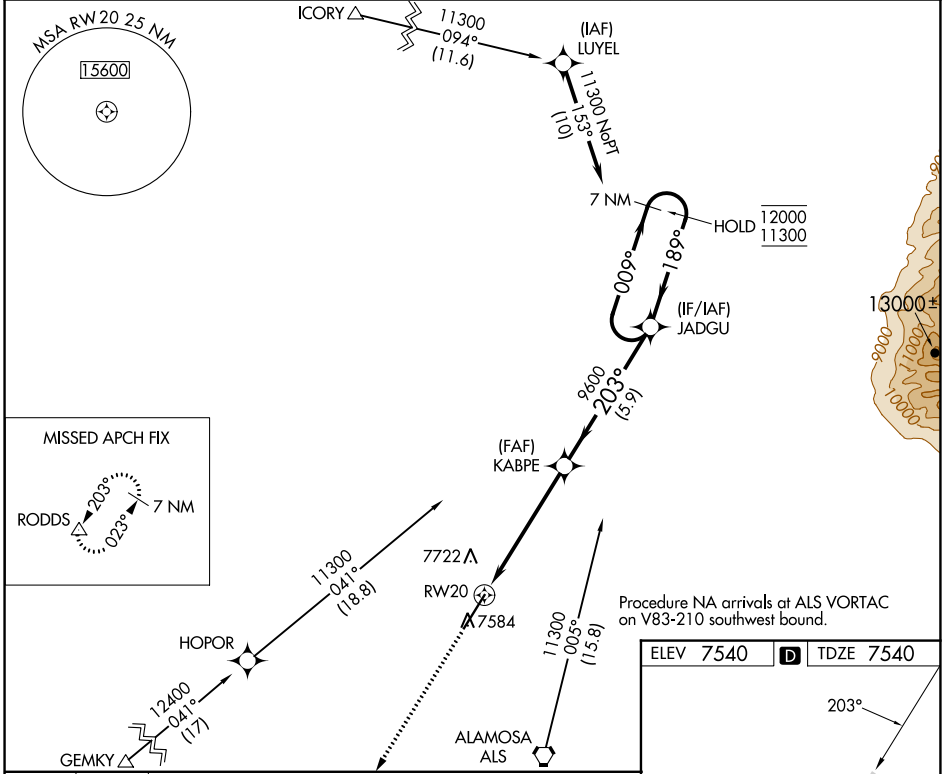 MSA RW20 25 NM
15600
ICORY
11300
094°
(11.6)
(IAF)
LUYEL
11300 NoPT
153°
(10)
7 NM
HOLD
12000
11300
009°
189°
(IF/IAF)
JADGU
9600
203°
(5.9)
(FAF)
KABPE
13000±
9000
11000
10000
MISSED APCH FIX
RODDS
203°
023°
7 NM
7722
RW20
7584
11300
041°
(18.8)
HOPOR
12400
041°
(17)
GEMKY
11300
005°
(15.8)
ALAMOSA
ALS
Procedure NA arrivals at ALS VORTAC
on V83-210 southwest bound.
ELEV 7540 D TDZE 7540
203°